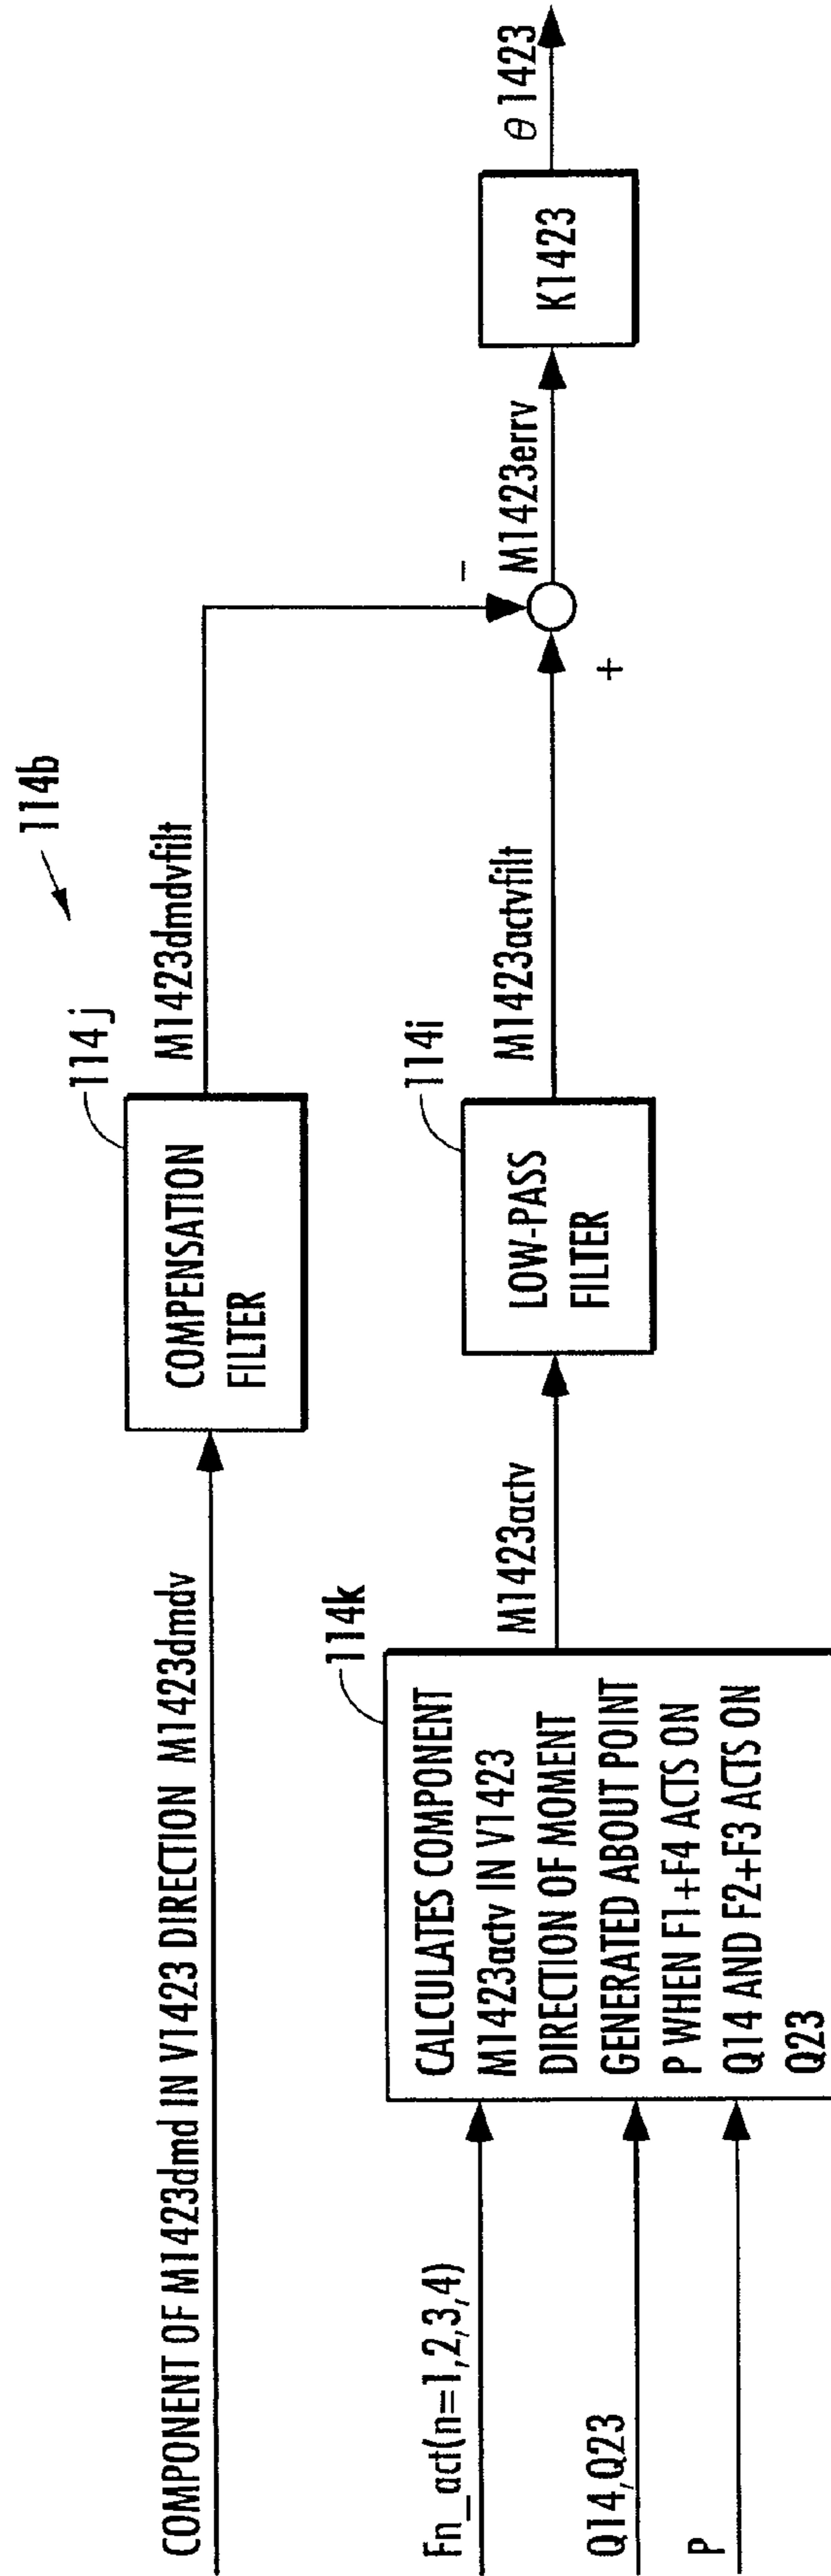 114b
COMPONENT OF M1423dmd IN V1423 DIRECTION M1423dmdv
114j
COMPENSATION
FILTER
M1423dmdvfilt
-
Fn_act(n=1,2,3,4)
Q14,Q23
P
114k
CALCULATES COMPONENT
M1423actv IN V1423
DIRECTION OF MOMENT
GENERATED ABOUT POINT
P WHEN F1+F4 ACTS ON
Q14 AND F2+F3 ACTS ON
Q23
M1423actv
114i
LOW-PASS
FILTER
M1423actvfilt
+
M1423errv
K1423
θ1423